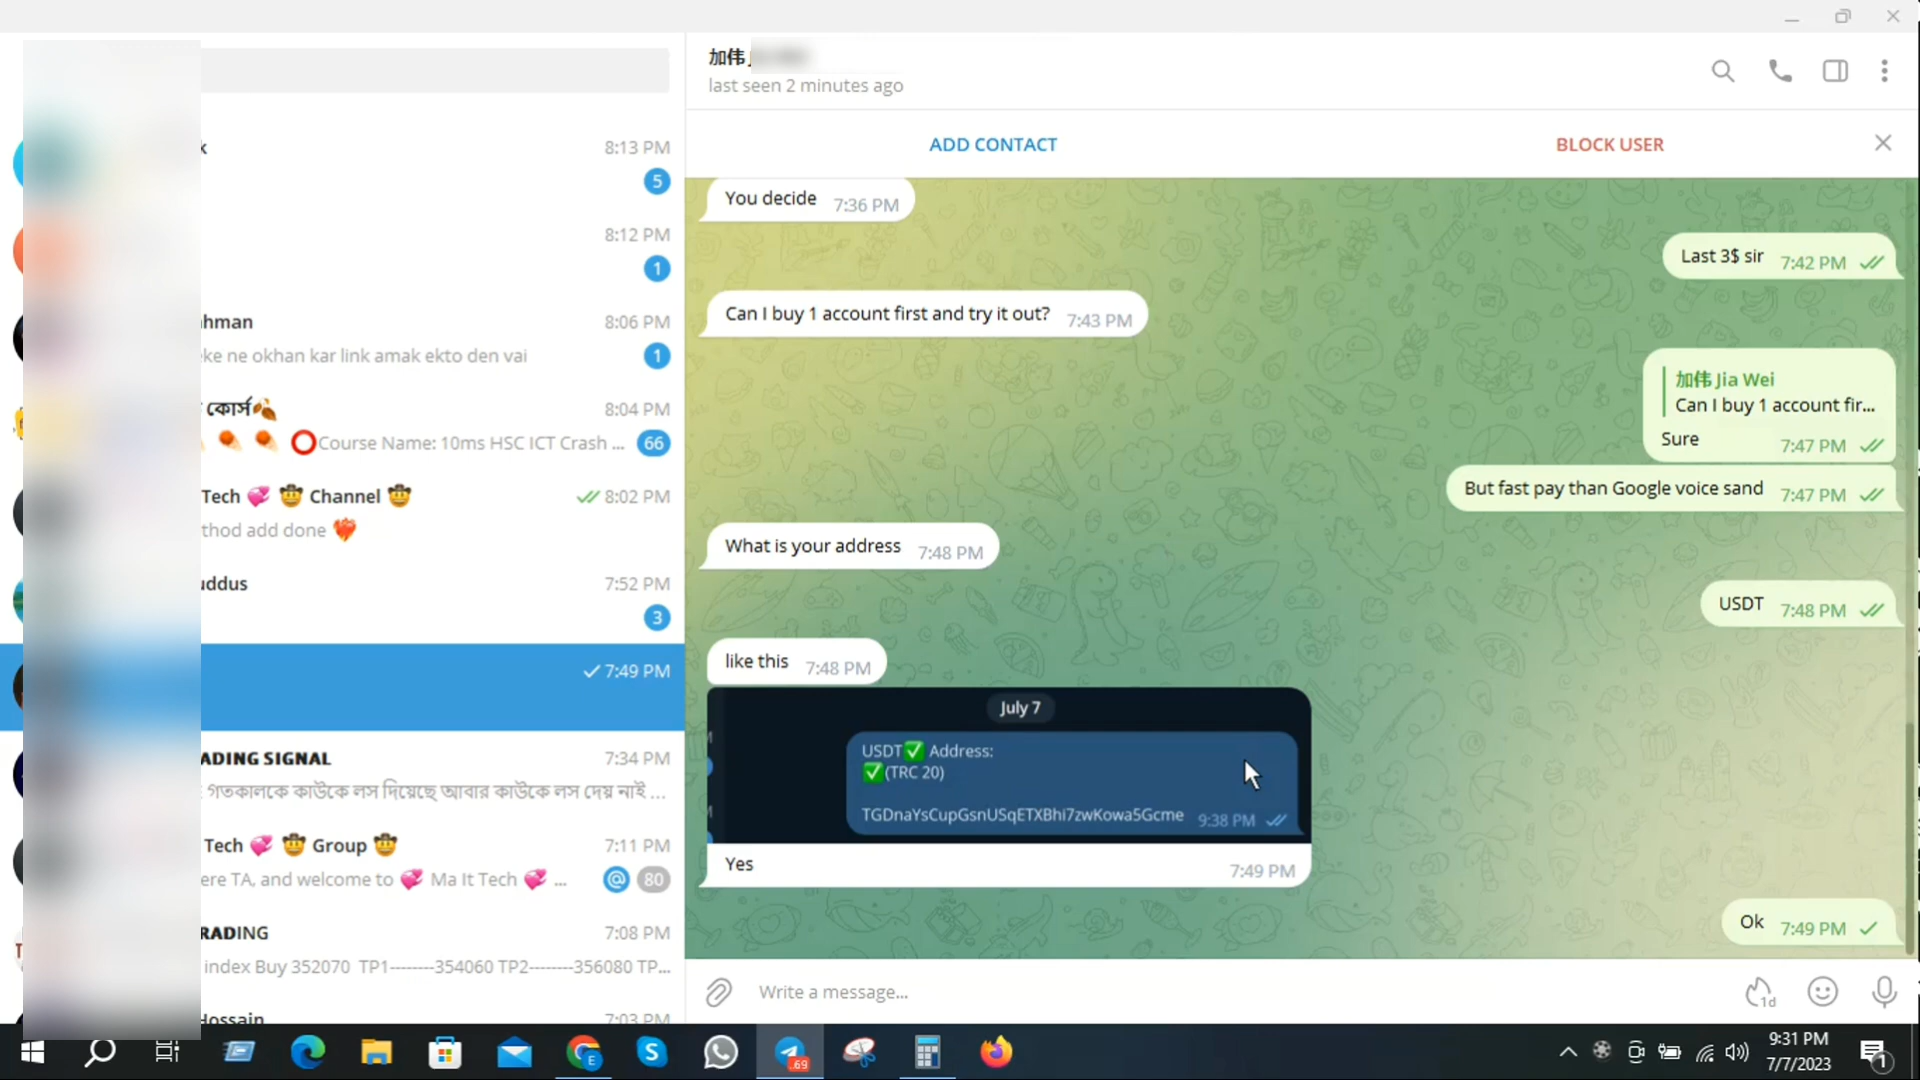 加伟
last seen 2 minutes ago
ADD CONTACT
BLOCK USER
k
8:13 PM
5
8:12 PM
1
hman
8:06 PM
eke ne okhan kar link amak ekto den vai
1
কোর্স
8:04 PM
Course Name: 10ms HSC ICT Crash ...
66
Tech 💞 🤠 Channel 🤠
8:02 PM
thod add done ❤️‍🔥
uddus
7:52 PM
3
7:49 PM
ADING SIGNAL
7:34 PM
গতকালকে কাউকে লস দিয়েছে আবার কাউকে লস দেয় নাই ...
Tech 💞 🤠 Group 🤠
7:11 PM
ere TA, and welcome to 💞 Ma It Tech 💞 ...
@ 80
RADING
7:08 PM
index Buy 352070 TP1--------354060 TP2--------356080 TP...
Hossain
7:03 PM
You decide 7:36 PM
Last 3$ sir 7:42 PM
Can I buy 1 account first and try it out? 7:43 PM
加伟 Jia Wei
Can I buy 1 account fir...
Sure 7:47 PM
But fast pay than Google voice sand 7:47 PM
What is your address 7:48 PM
USDT 7:48 PM
like this 7:48 PM
July 7
USDT✅ Address:
✅(TRC 20)
TGDnaYsCupGsnUSqETXBhi7zwKowa5Gcme 9:38 PM
Yes 7:49 PM
Ok 7:49 PM
Write a message...
1d
69
9:31 PM
7/7/2023
1